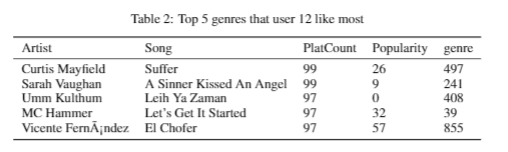 Table 2: Top 5 genres that user 12 like most
Artist Song PlatCount Popularity genre
Curtis Mayfield Suffer 99 26 497
Sarah Vaughan A Sinner Kissed An Angel 99 9 241
Umm Kulthum Leih Ya Zaman 97 0 408
MC Hammer Let's Get It Started 97 32 39
Vicente FernÃ¡ndez El Chofer 97 57 855